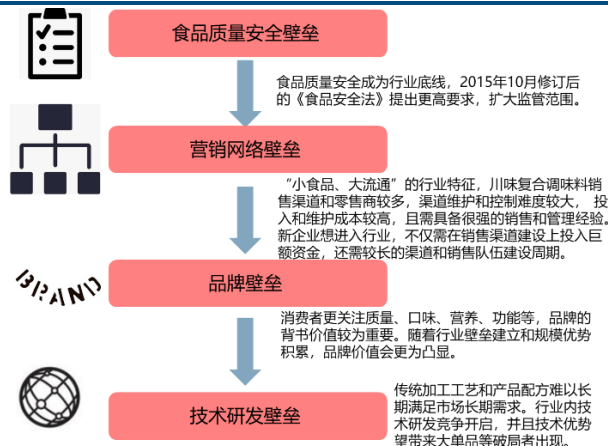 食品质量安全壁垒
食品质量安全成为行业底线，2015年10月修订后
的《食品安全法》提出更高要求，扩大监管范围。
营销网络壁垒
“小食品、大流通”的行业特征，川味复合调味料销
售渠道和零售商较多，渠道维护和控制难度较大， 投
入和维护成本较高，且需具备很强的销售和管理经验。
新企业想进入行业，不仅需在销售渠道建设上投入巨
额资金，还需较长的渠道和销售队伍建设周期。
BRAND
品牌壁垒
消费者更关注质量、口味、营养、功能等，品牌的
背书价值较为重要。随着行业壁垒建立和规模优势
积累，品牌价值会更为凸显。
技术研发壁垒
传统加工工艺和产品配方难以长
期满足市场长期需求。行业内技
术研发竞争开启，并且技术优势
望带来大单品等破局者出现。